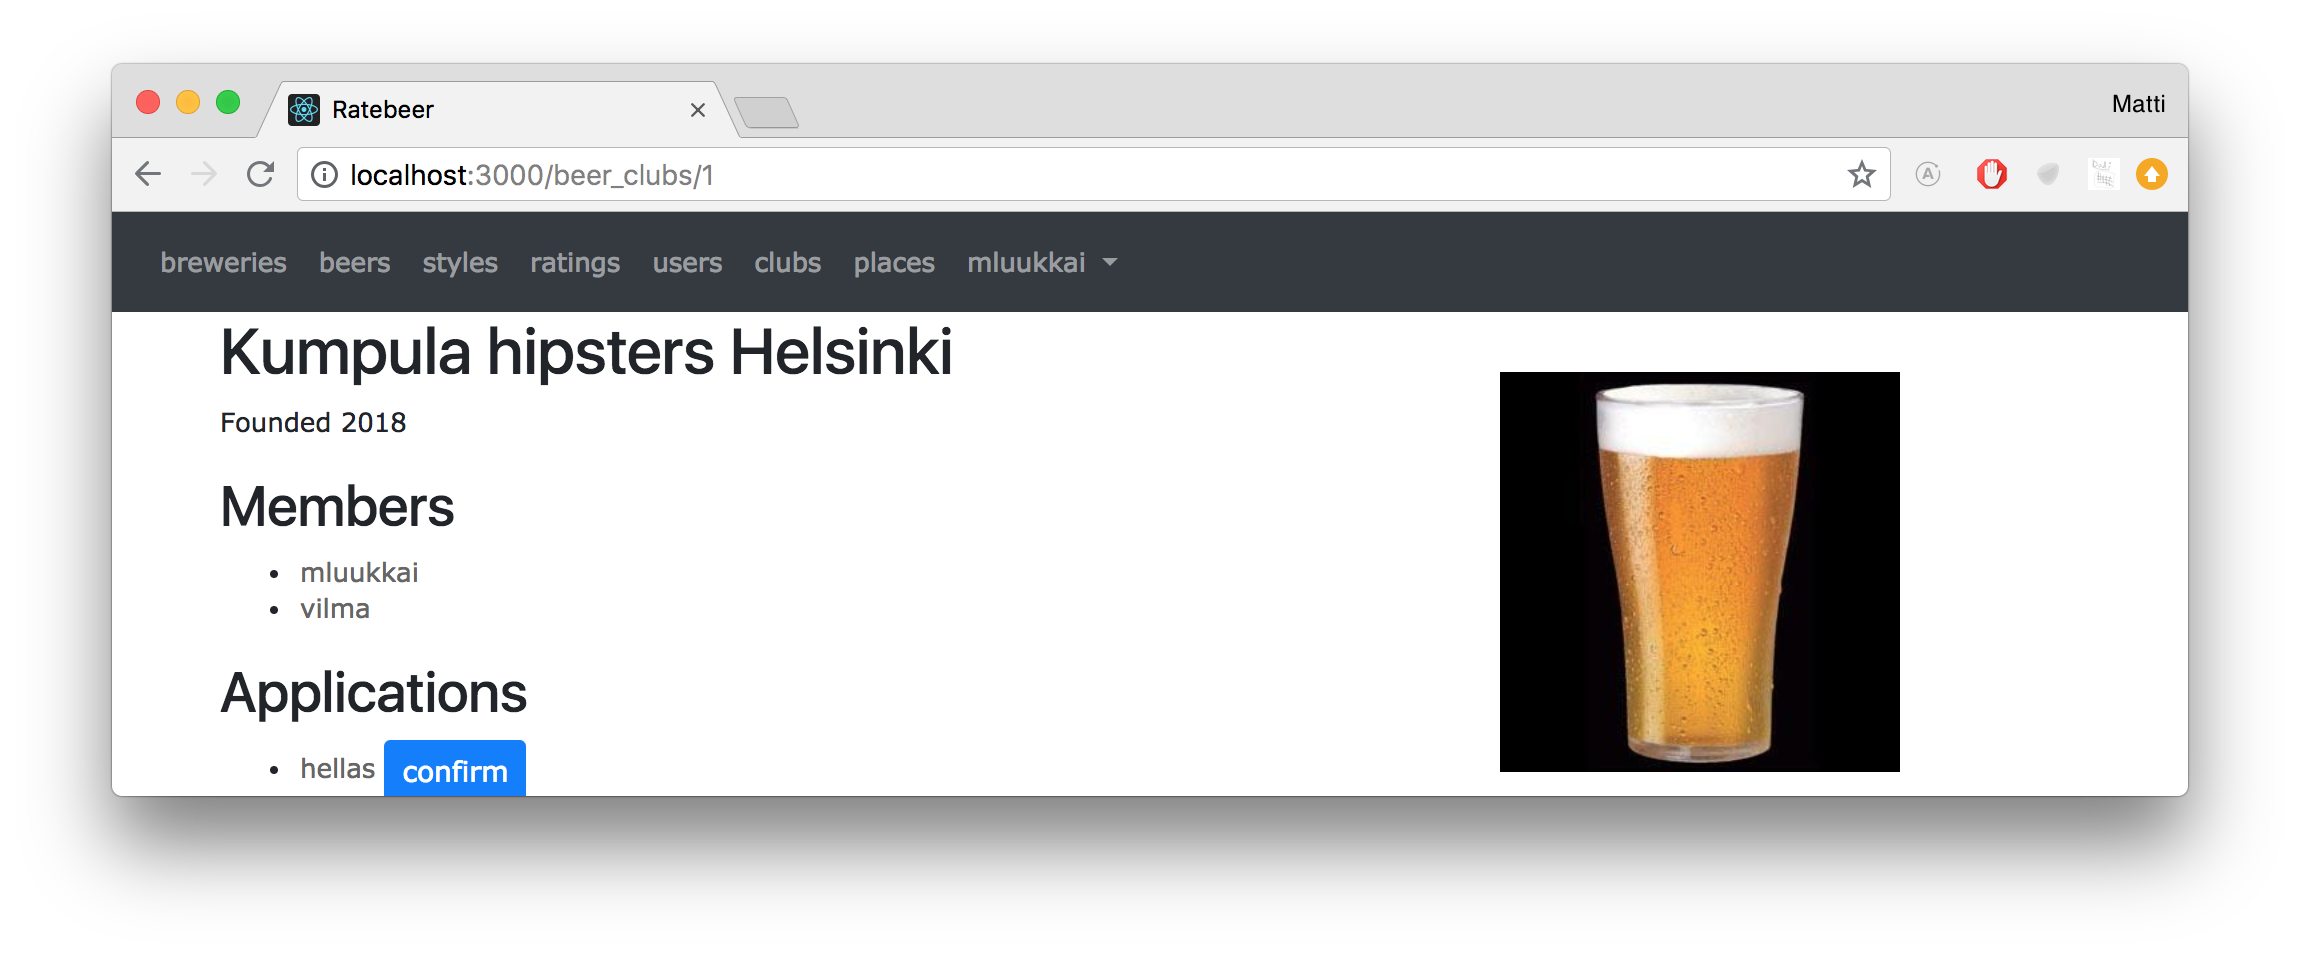 Ratebeer
Matti
localhost:3000/beer_clubs/1
breweries beers styles ratings users clubs places mluukkai
Kumpula hipsters Helsinki
Founded 2018
Members
mluukkai
vilma
Applications
hellas confirm